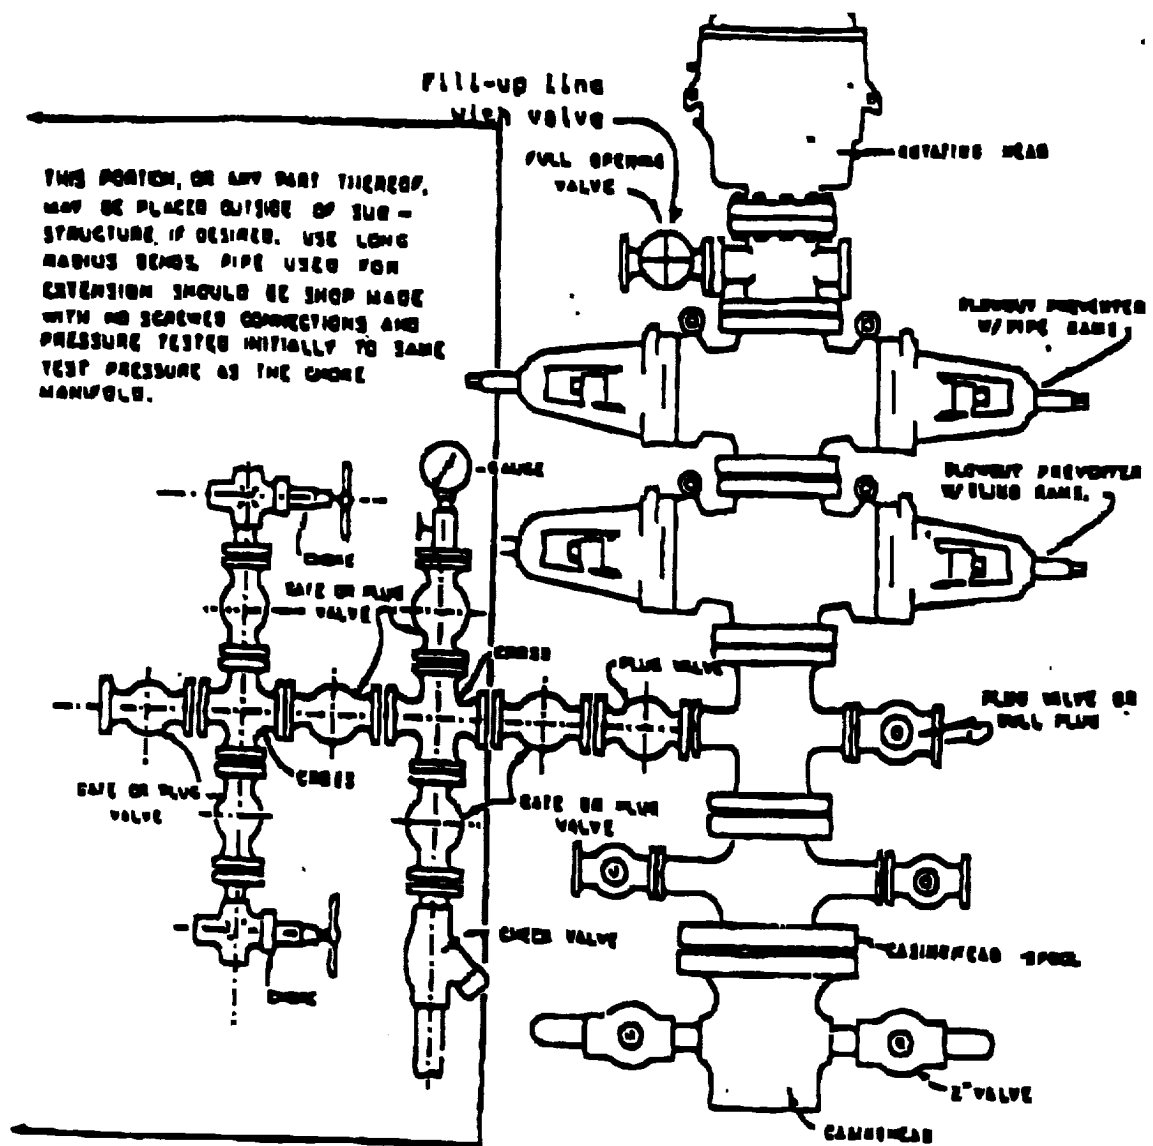 Fill-up line
with valve
FULL OPENING
VALVE
ROTATING HEAD
THIS PORTION, OR ANY PART THEREOF,
MAY BE PLACED OUTSIDE OF SUB-
STRUCTURE, IF DESIRED. USE LONG
RADIUS BENDS. PIPE USED FOR
EXTENSION SHOULD BE SHOP MADE
WITH NO SCREWED CONNECTIONS AND
PRESSURE TESTED INITIALLY TO SAME
TEST PRESSURE AS THE CHOKE
MANIFOLD.
BLOWOUT PREVENTER
W/ PIPE RAMS
GAUGE
BLOWOUT PREVENTER
W/ BLIND RAMS.
CHOKE
GATE OR PLUG
VALVE
CROSS
PLUG VALVE
PLUG VALVE OR
BULL PLUG
CROSS
GATE OR PLUG
VALVE
GATE OR PLUG
VALVE
CHECK VALVE
CASINGHEAD SPOOL
CHOKE
2" VALVE
CASINGHEAD